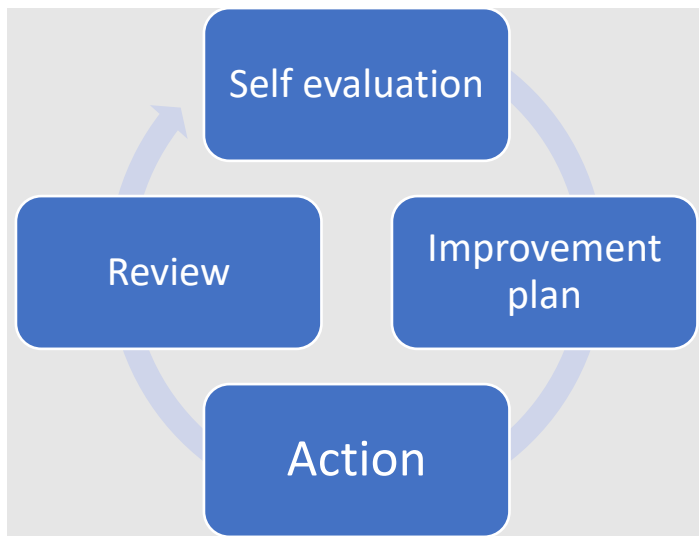 Self evaluation
Improvement
plan
Action
Review